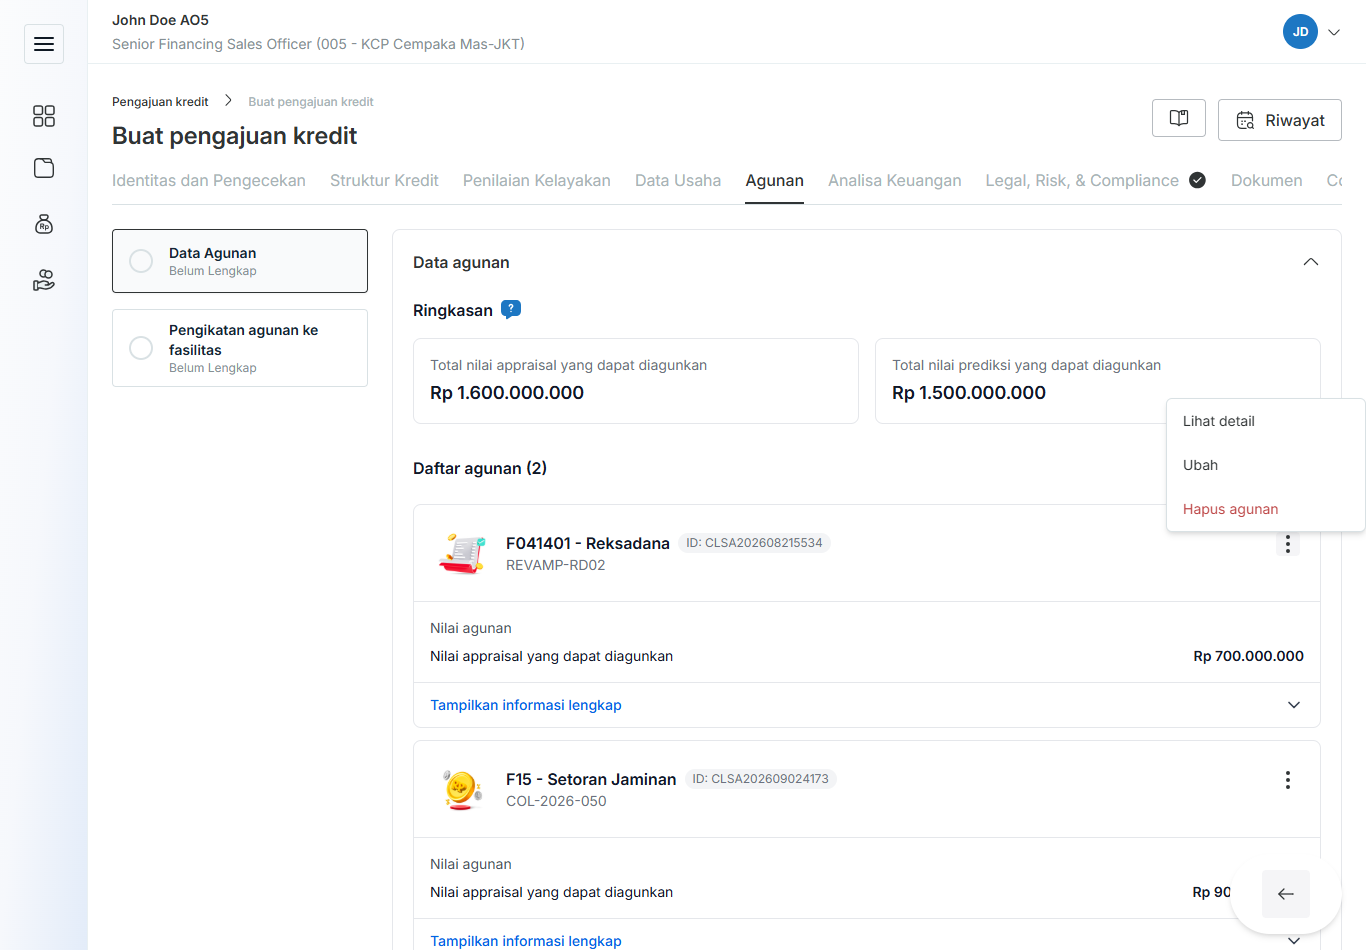 John Doe AO5
Senior Financing Sales Officer (005 - KCP Cempaka Mas-JKT)
JD
Pengajuan kredit
Buat pengajuan kredit
Buat pengajuan kredit
Riwayat
Identitas dan Pengecekan
Struktur Kredit
Penilaian Kelayakan
Data Usaha
Agunan
Analisa Keuangan
Legal, Risk, & Compliance
Dokumen
Rp
Data Agunan
Belum Lengkap
Pengikatan agunan ke
fasilitas
Belum Lengkap
Data agunan
Ringkasan
?
Total nilai appraisal yang dapat diagunkan
Rp 1.600.000.000
Total nilai prediksi yang dapat diagunkan
Rp 1.500.000.000
Lihat detail
Ubah
Hapus agunan
Daftar agunan (2)
F041401 - Reksadana
ID: CLSA202608215534
REVAMP-RD02
Nilai agunan
Nilai appraisal yang dapat diagunkan
Rp 700.000.000
Tampilkan informasi lengkap
F15 - Setoran Jaminan
ID: CLSA202609024173
COL-2026-050
Nilai agunan
Nilai appraisal yang dapat diagunkan
Rp 90
Tampilkan informasi lengkap